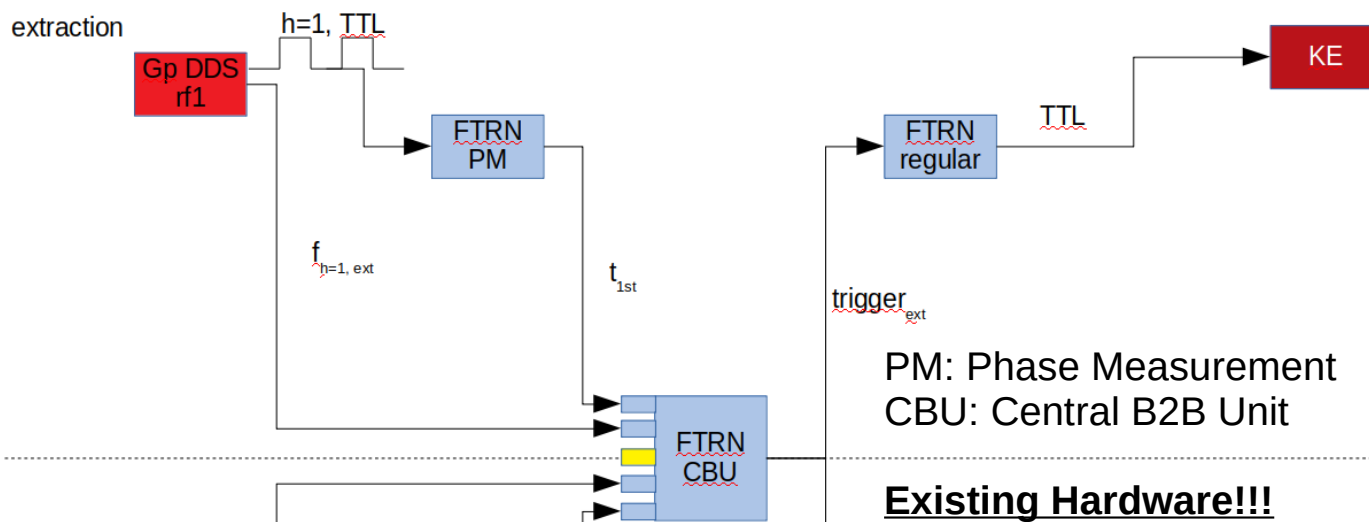 extraction
h=1, TTL
Gp DDS
rf1
KE
FTRN
PM
FTRN
regular
TTL
f h=1, ext
t 1st
trigger ext
PM: Phase Measurement
CBU: Central B2B Unit
FTRN
CBU
Existing Hardware!!!